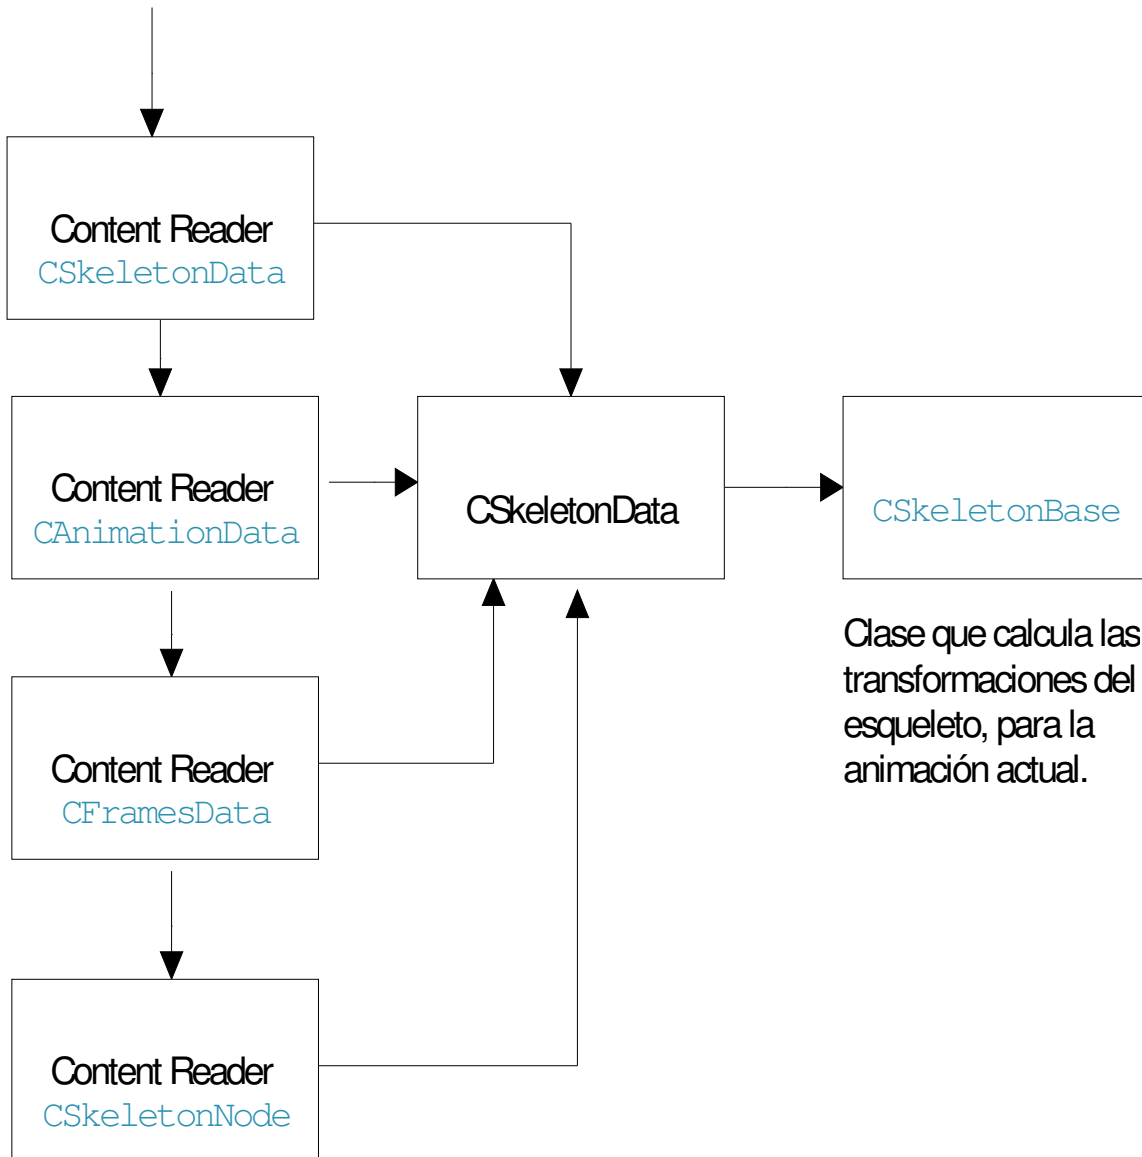 Content Reader
CSkeletonData
Content Reader
CAnimationData
CSkeletonData
CSkeletonBase
Clase que calcula las
transformaciones del
esqueleto, para la
animación actual.
Content Reader
CFramesData
Content Reader
CSkeletonNode